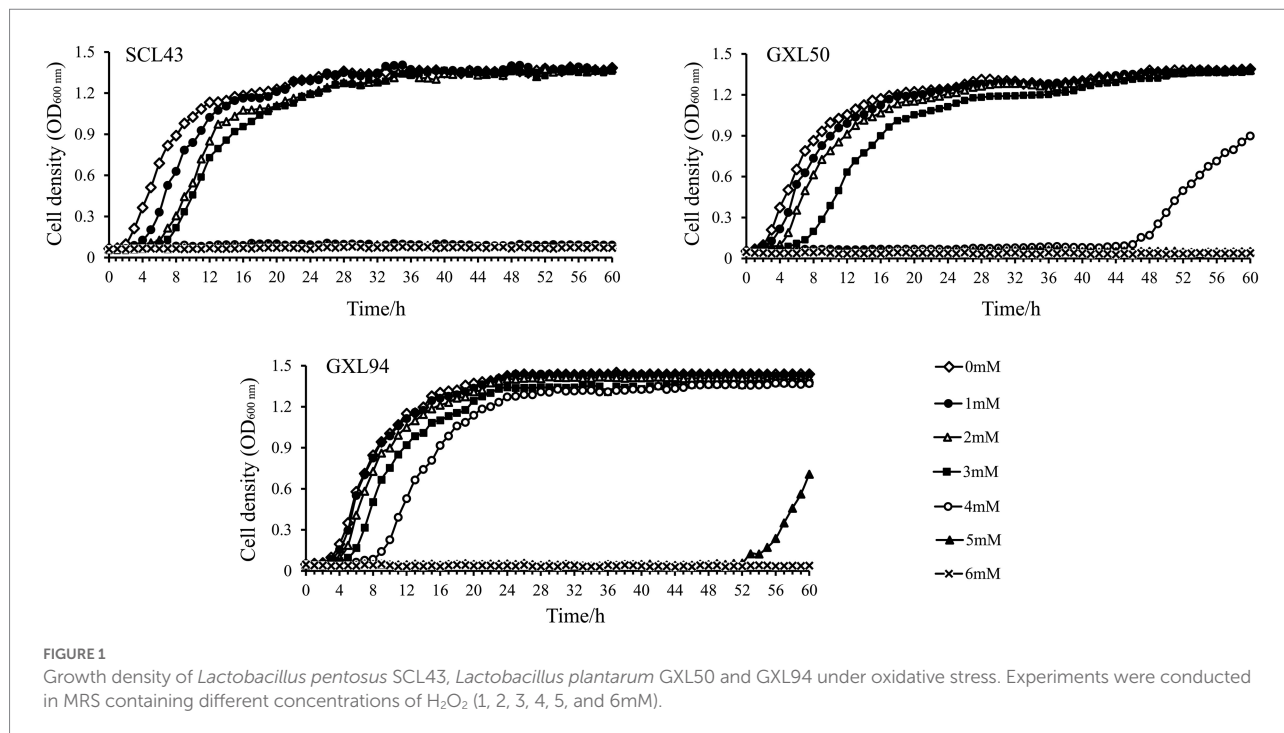 SCL43
1.5
1.2
0.9
0.6
0.3
0
Cell density (OD600 nm)
0 4 8 12 16 20 24 28 32 36 40 44 48 52 56 60
Time/h
GXL50
1.5
1.2
0.9
0.6
0.3
0
Cell density (OD600 nm)
0 4 8 12 16 20 24 28 32 36 40 44 48 52 56 60
Time/h
GXL94
1.5
1.2
0.9
0.6
0.3
0
Cell density (OD600 nm)
0 4 8 12 16 20 24 28 32 36 40 44 48 52 56 60
Time/h
0mM
1mM
2mM
3mM
4mM
5mM
6mM
FIGURE 1
Growth density of Lactobacillus pentosus SCL43, Lactobacillus plantarum GXL50 and GXL94 under oxidative stress. Experiments were conducted
in MRS containing different concentrations of H₂O₂ (1, 2, 3, 4, 5, and 6mM).